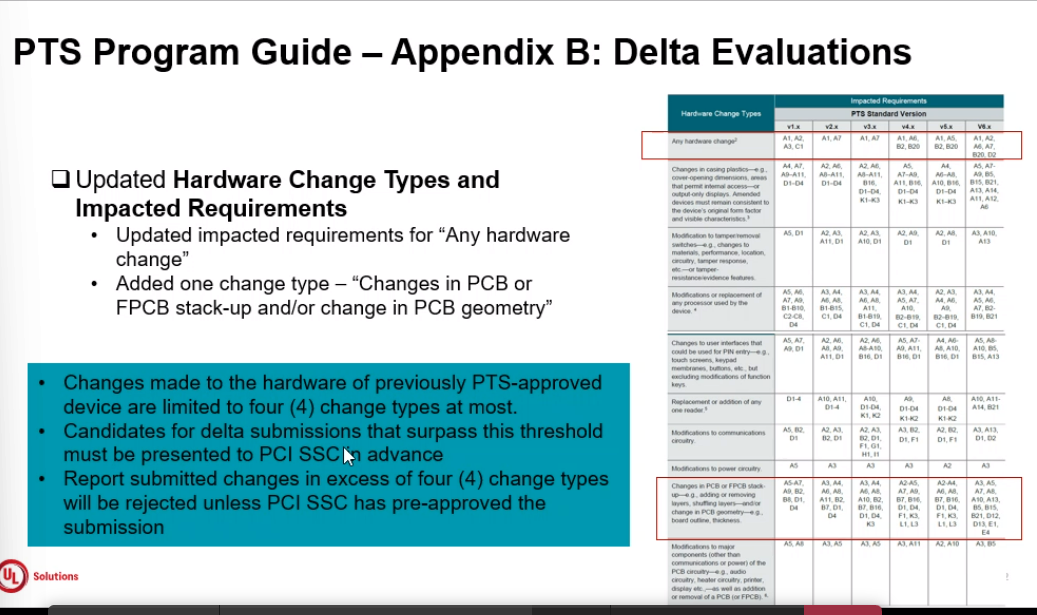 PTS Program Guide – Appendix B: Delta Evaluations
Updated Hardware Change Types and
Impacted Requirements
• Updated impacted requirements for “Any hardware
change”
• Added one change type – “Changes in PCB or
FPCB stack-up and/or change in PCB geometry”
• Changes made to the hardware of previously PTS-approved
device are limited to four (4) change types at most.
• Candidates for delta submissions that surpass this threshold
must be presented to PCI SSC in advance
• Report submitted changes in excess of four (4) change types
will be rejected unless PCI SSC has pre-approved the
submission
UL Solutions
Hardware Change Types
Impacted Requirements
PTS Standard Version
v1.x v2.x v3.x v4.x v5.x V6.x
Any hardware change²
A1, A2, A1, A7 A1, A7 A1, A6, A1, A5, A1, A2,
A3, C1 B2, B20 B2, B20 A6, A7,
B20, D2
Changes in casing plastics—e.g.,
cover-opening dimensions, areas
that permit internal access—or
output-only displays. Amended
devices must remain consistent to
the device's original form factor
and visible characteristics.³
A4, A7, A2, A6, A2, A6, A5, A4, A5, A7-
A9–A11, A8–A11, A8–A11, A7–A9, A6–A8, A9, B5,
D1–D4 D1–D4 B16, A11, B16, A10, B16, B15, B21,
D1–D4, D1–D4 D1–D4 A13, A14,
K1–K3 K1–K3 K1–K3 A11, A12,
A6
Modification to tamper/removal
switches—e.g., changes to
materials, performance, location,
circuitry, tamper response,
etc.—or tamper-
resistance/evidence features.
A5, D1 A2, A3, A2, A3, A2, A9, A2, A8, A3, A10,
A11, D1 A10, D1 D1 D1 A13
Modifications or replacement of
any processor used by the
device. ⁴
A5, A6, A3, A4, A3, A4, A3, A4, A2, A3, A3, A4,
A7, A9, A6, A8, A6, A8, A5, A7, A4, A6, A5, A6,
B1-B10, B1-B15, A11, A10, A9, A7, B2-
C2-C8, C1, D4 B1-B19, B2–B19, B2–B19, B19, B21
D4 C1, D4 C1, D4 C1, D4
Changes to user interfaces that
could be used for PIN entry—e.g.,
touch screens, keypad
membranes, buttons, etc., but
excluding modifications of function
keys.
A5, A7, A2, A6, A2, A6, A5, A7- A4, A6- A5, A8-
A9, D1 A8, A9, A8-A10, A9, A11, A8, A10, A10, B5,
A11, D1 B16, D1 B16, D1 B16, D1 B15, A13
Replacement or addition of any
one reader.⁵
D1-4 A10, A11, A10, A9, A8, A10, A11-
D1-4 D1-D4, D1-D4 D1-D4 A14, B21
K1, K2 K1-K2 K1-K2
Modifications to communications
circuitry.
A5, B2, A2, A3, A2, A3, A3, B2, A2, B2, A3, A13,
D1 B2, D1 B2, D1, D1, F1 D1, F1 D1, D2
F1, G1,
H1, I1
Modifications to power circuitry.
A5 A3 A3 A3 A2 A3
Changes in PCB or FPCB stack-
up—e.g., adding or removing
layers, shuffling layers—and/or
change in PCB geometry—e.g.,
board outline, thickness.
A5-A7, A3, A4, A3, A4, A2-A5, A2-A4, A3, A5,
A9, B2, A6, A8, A6, A8, A7, A9, A6, A8, A7, A8,
B8, D1, A11, B2, A10, B2, B7, B16, B7, B16, A10, A13,
D4 B7, D1, B7, B16, D1, D4, D1, D4, B5, B15,
D4 D1, D4, F1, K3, F1, K3, B21, D12,
K3 L1, L3 L1, L3 D13, E1,
E4
Modifications to major
components (other than
communications or power) of the
PCB circuitry—e.g., audio
circuitry, heater circuitry, printer,
display etc.,—as well as addition
or removal of a PCB (or FPCB). ⁶
A5, A8 A3, A5 A3, A5 A3, A11 A2, A10 A3, B5